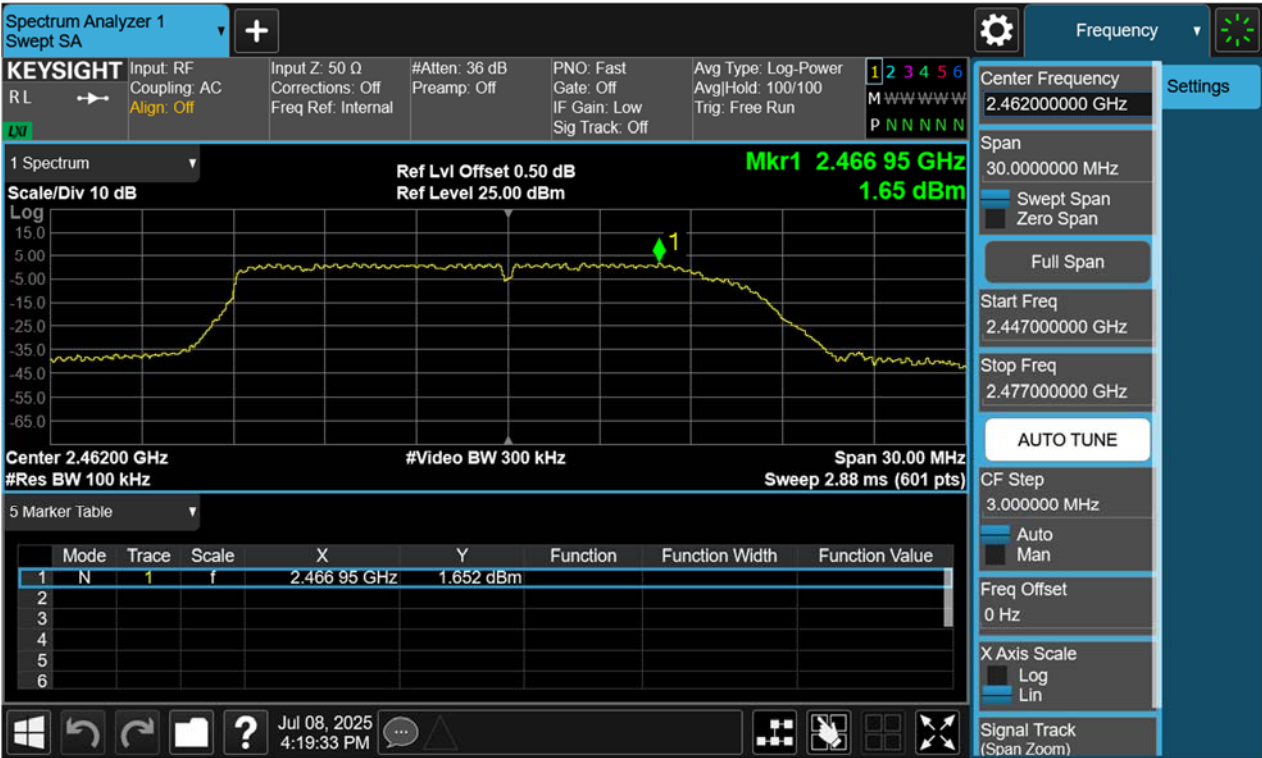 Spectrum Analyzer 1
Swept SA
+
Frequency
KEYSIGHT
R L
LXI
Input: RF
Coupling: AC
Align: Off
Input Z: 50 Ω
Corrections: Off
Freq Ref: Internal
#Atten: 36 dB
Preamp: Off
PNO: Fast
Gate: Off
IF Gain: Low
Sig Track: Off
Avg Type: Log-Power
Avg|Hold: 100/100
Trig: Free Run
1 2 3 4 5 6
M W W W W W
P N N N N N
1 Spectrum
Scale/Div 10 dB
Ref Lvl Offset 0.50 dB
Ref Level 25.00 dBm
Mkr1 2.466 95 GHz
1.65 dBm
Log
15.0
5.00
-5.00
-15.0
-25.0
-35.0
-45.0
-55.0
-65.0
1
Center 2.46200 GHz
#Res BW 100 kHz
#Video BW 300 kHz
Span 30.00 MHz
Sweep 2.88 ms (601 pts)
5 Marker Table
Mode Trace Scale X Y Function Function Width Function Value
1 N 1 f 2.466 95 GHz 1.652 dBm
2
3
4
5
6
Settings
Center Frequency
2.462000000 GHz
Span
30.0000000 MHz
Swept Span
Zero Span
Full Span
Start Freq
2.447000000 GHz
Stop Freq
2.477000000 GHz
AUTO TUNE
CF Step
3.000000 MHz
Auto
Man
Freq Offset
0 Hz
X Axis Scale
Log
Lin
Signal Track
(Span Zoom)
?
Jul 08, 2025
4:19:33 PM